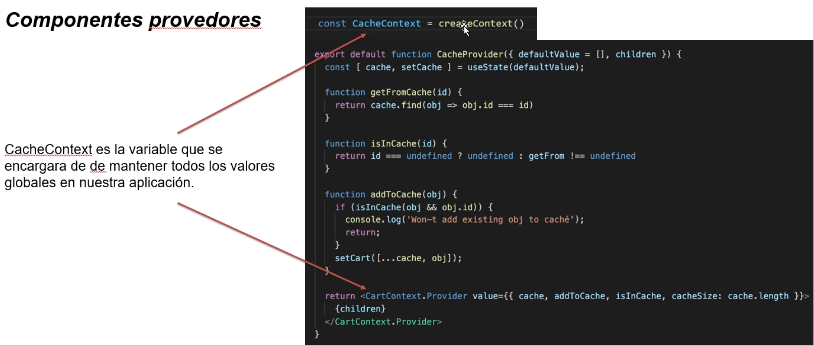 Componentes provedores
const CacheContext = createContext()
export default function CacheProvider({ defaultValue = [], children }) {
const [ cache, setCache ] = useState(defaultValue);
function getFromCache(id) {
return cache.find(obj => obj.id === id)
}
function isInCache(id) {
return id === undefined ? undefined : getFrom !== undefined
}
function addToCache(obj) {
if (isInCache(obj && obj.id)) {
console.log('Won-t add existing obj to caché');
return;
}
setCart([...cache, obj]);
}
return <CartContext.Provider value={{ cache, addToCache, isInCache, cacheSize: cache.length }}>
{children}
</CartContext.Provider>
}
CacheContext es la variable que se
encargara de de mantener todos los valores
globales en nuestra aplicación.